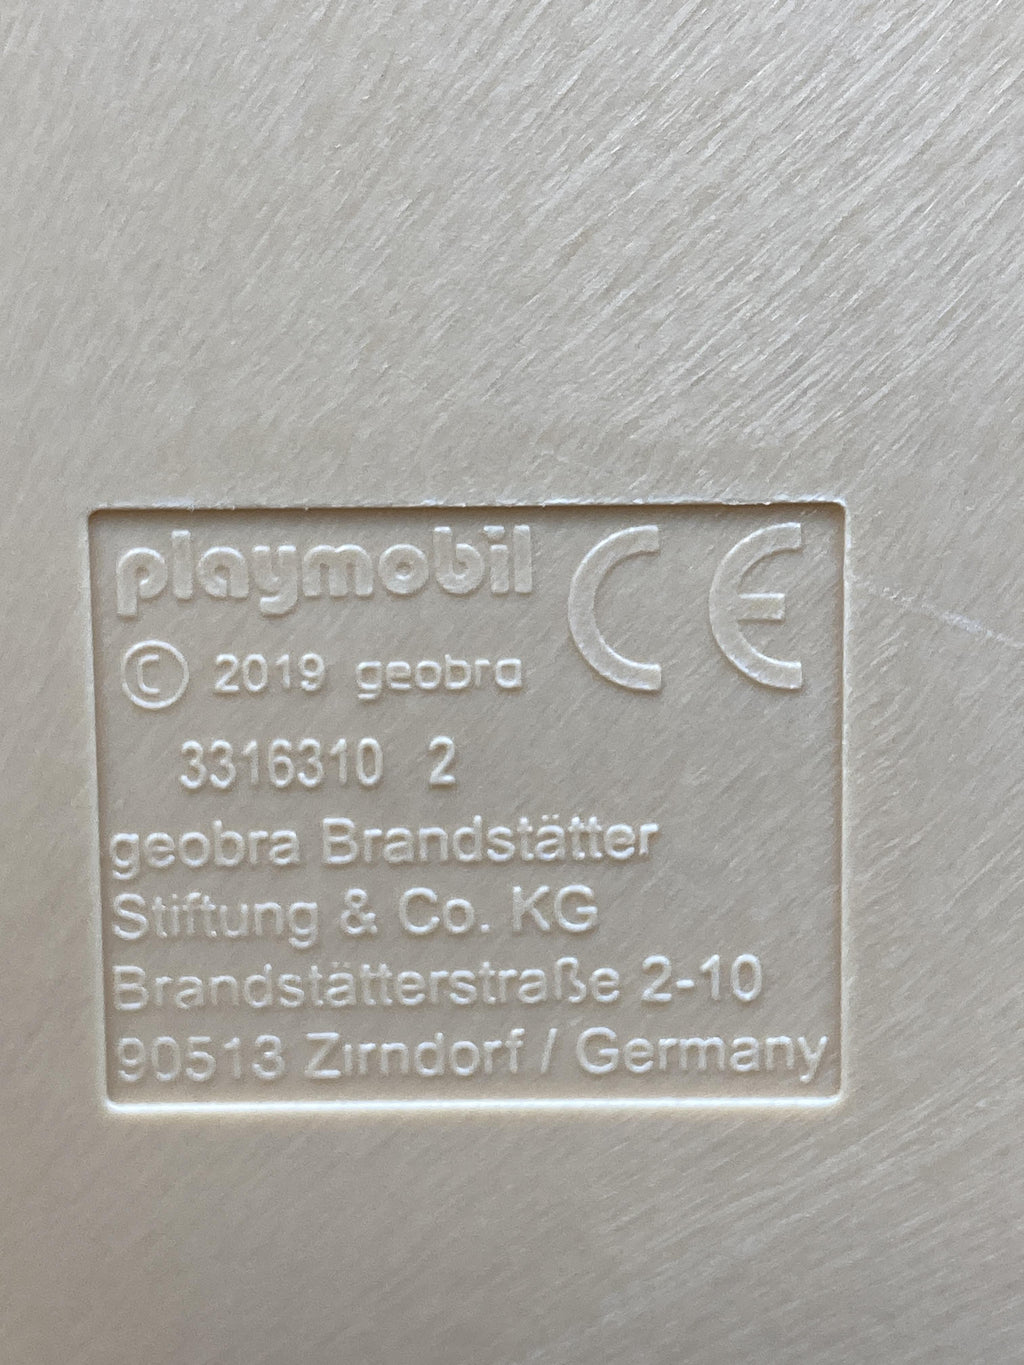 playmobil CE
© 2019 geobra
3316310 2
geobra Brandstätter
Stiftung & Co. KG
Brandstätterstraße 2-10
90513 Zirndorf / Germany